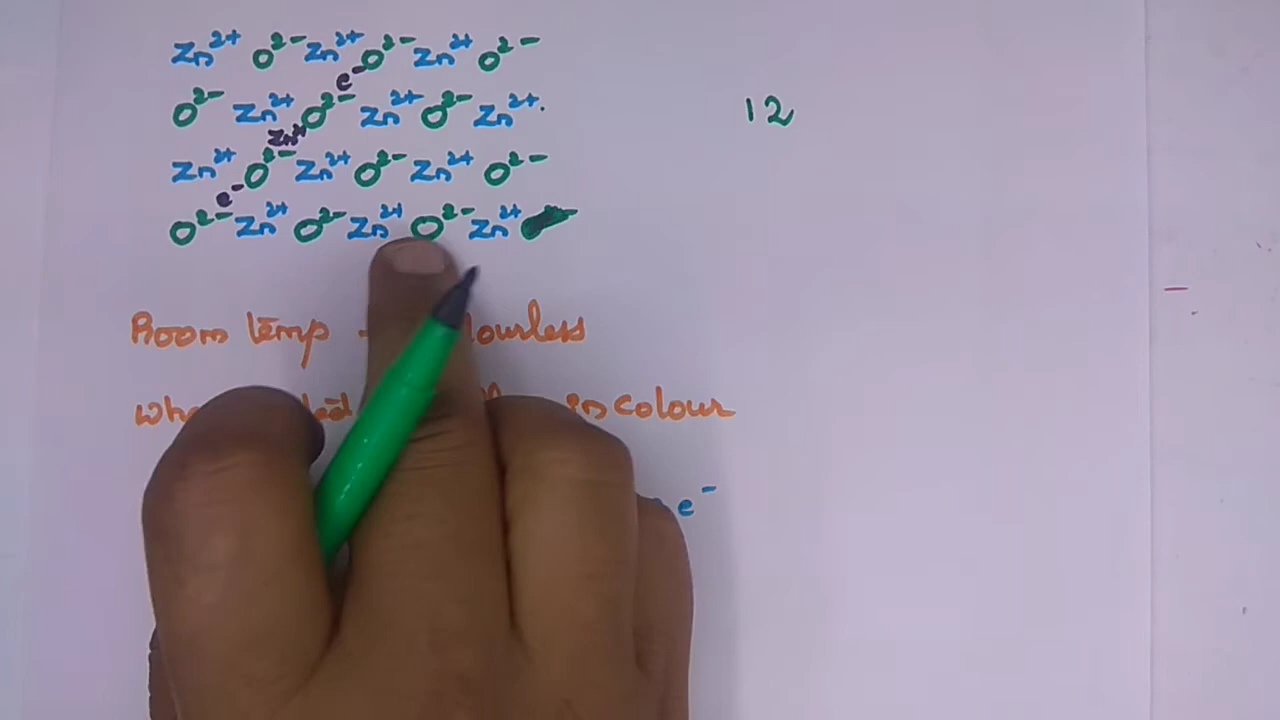 Zn²⁺ O²⁻ Zn²⁺ O²⁻ Zn²⁺ O²⁻
e⁻
O²⁻ Zn²⁺ O²⁻ Zn²⁺ O²⁻ Zn²⁺. 12
Zn²⁺
Zn²⁺ O²⁻ Zn²⁺ O²⁻ Zn²⁺ O²⁻
e⁻
O²⁻ Zn²⁺ O²⁻ Zn²⁺ O²⁻ Zn²⁺
Room temp -
in colour
e⁻